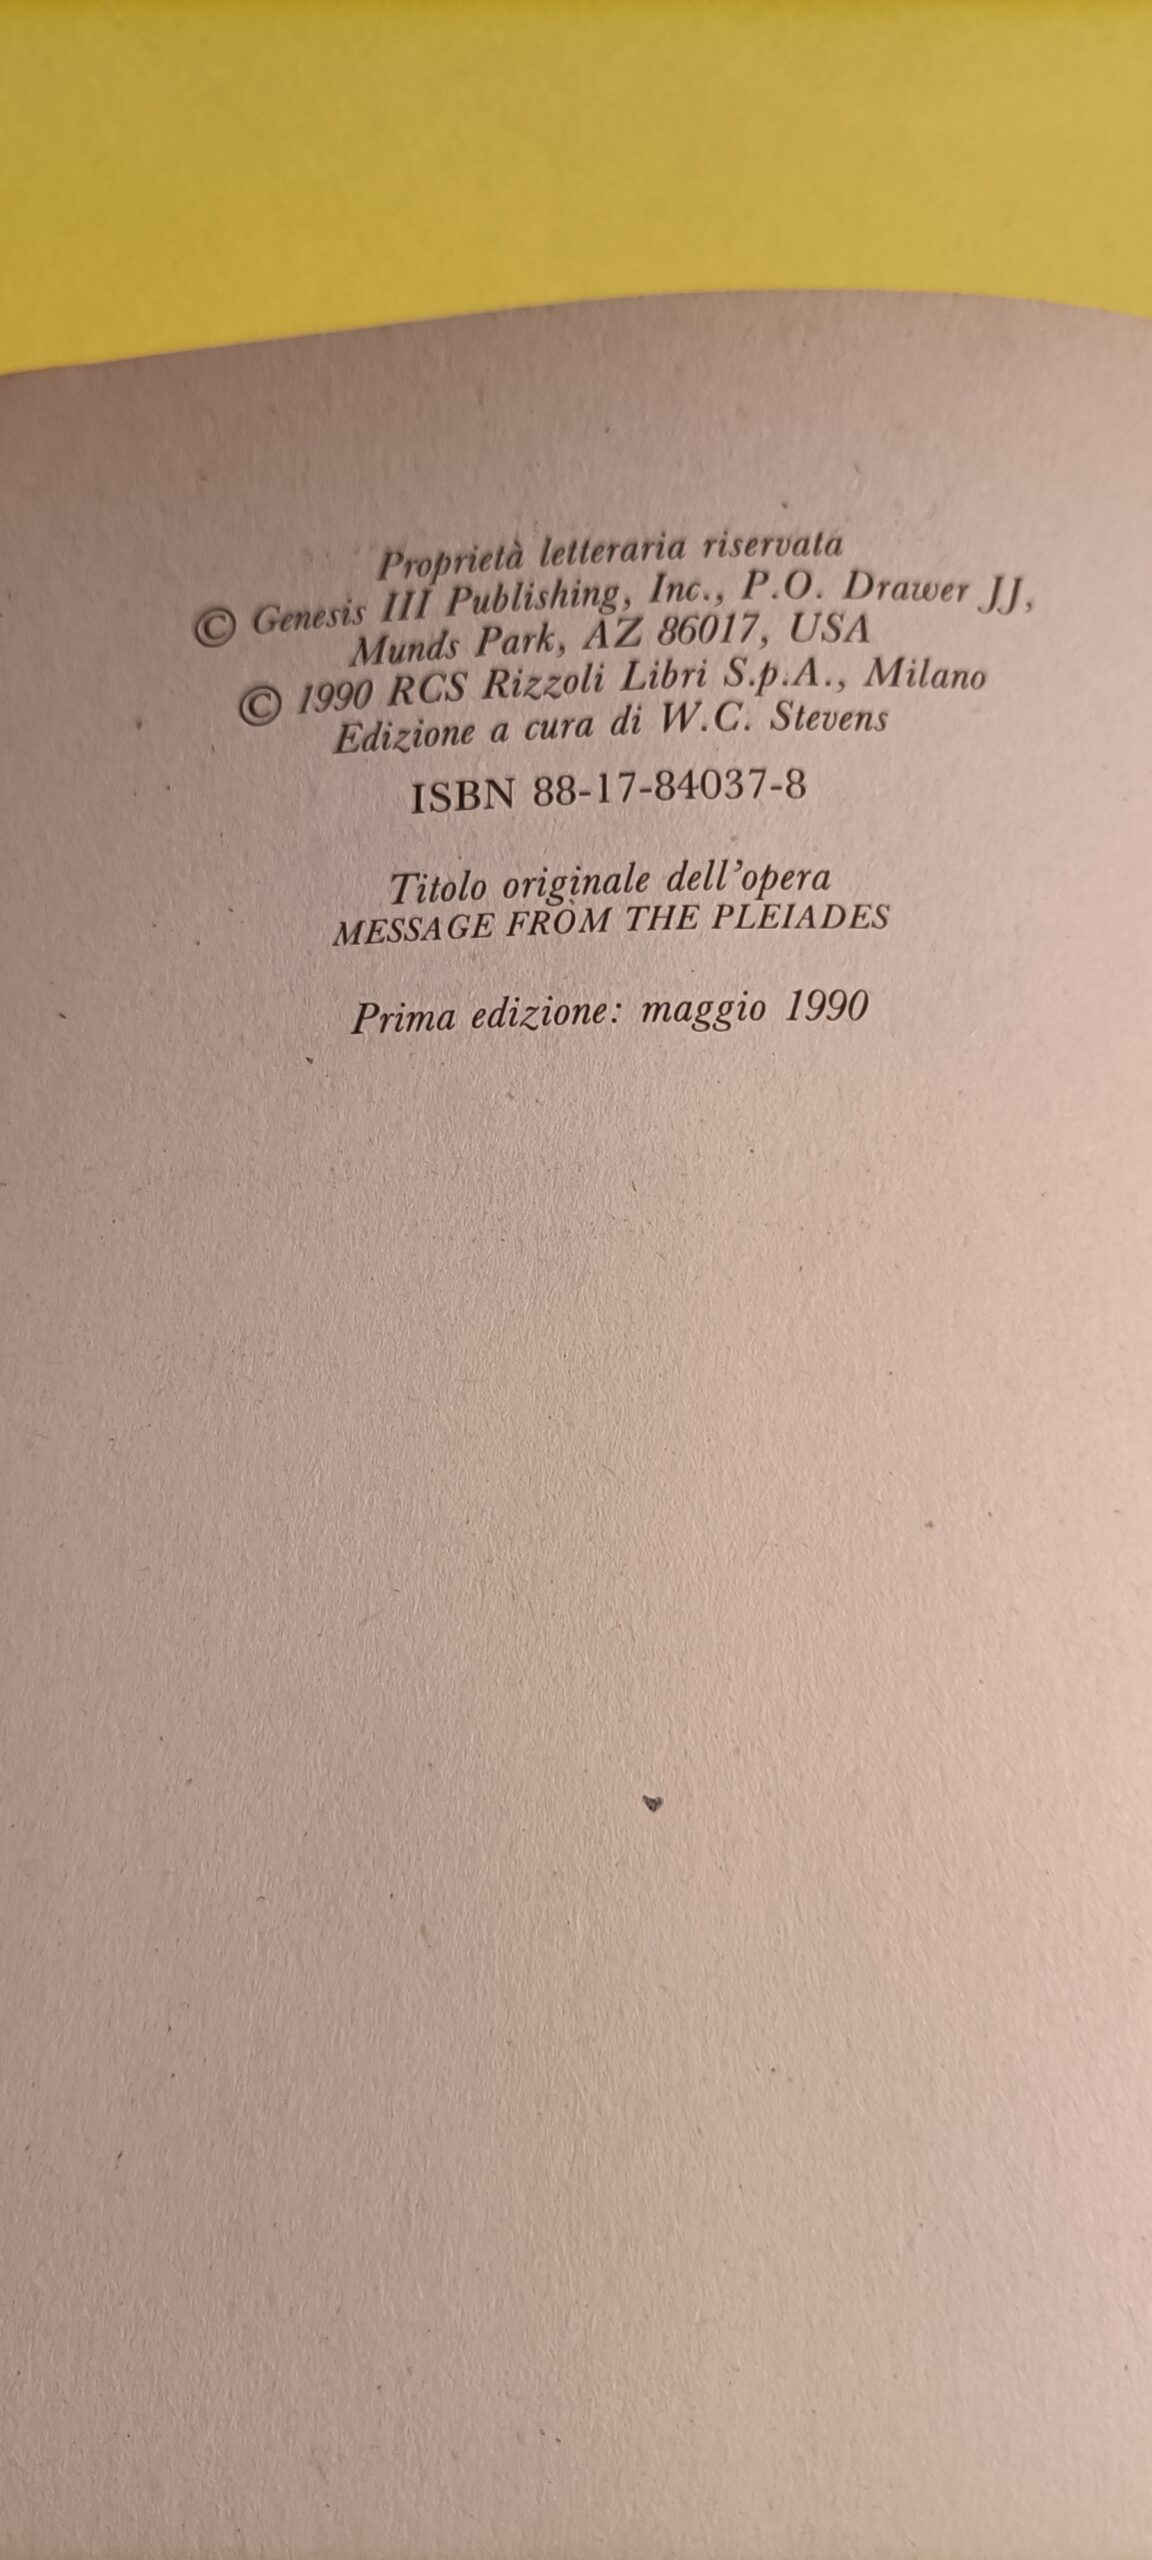 Proprietà letteraria riservata
© Genesis III Publishing, Inc., P.O. Drawer JJ,
Munds Park, AZ 86017, USA
© 1990 RCS Rizzoli Libri S.p.A., Milano
Edizione a cura di W.C. Stevens
ISBN 88-17-84037-8
Titolo originale dell'opera
MESSAGE FROM THE PLEIADES
Prima edizione: maggio 1990